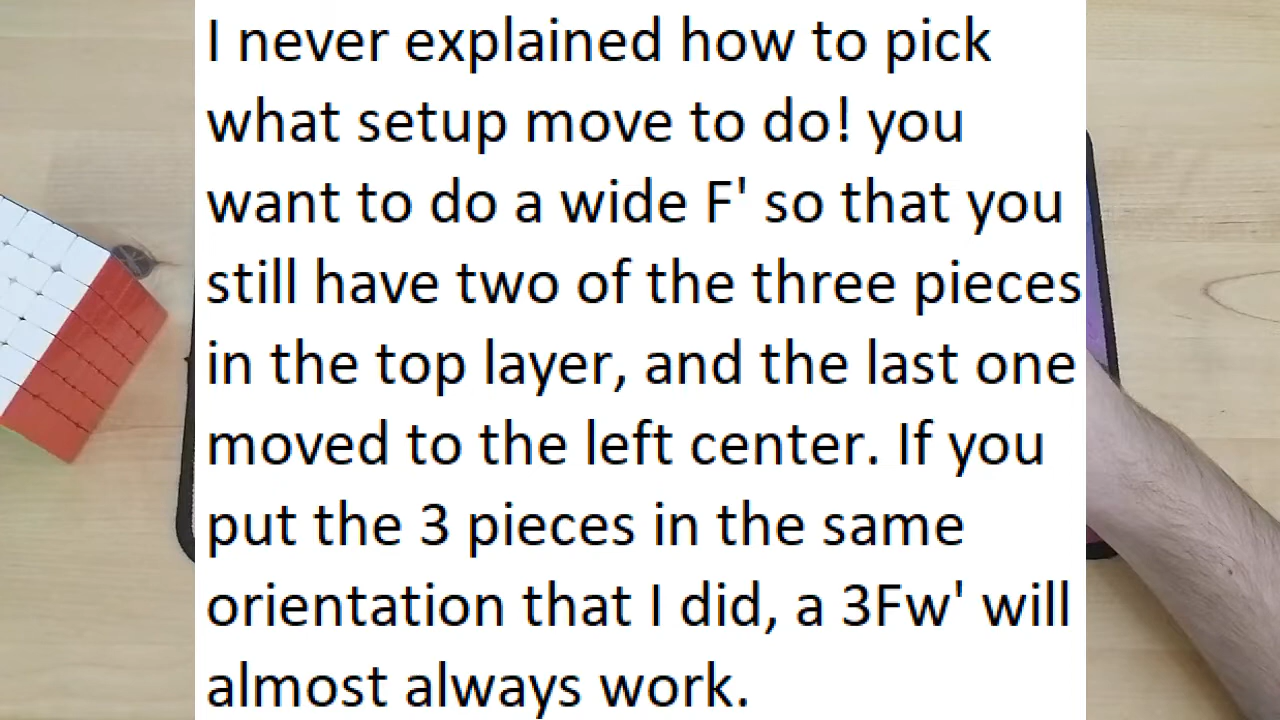 I never explained how to pick
what setup move to do! you
want to do a wide F' so that you
still have two of the three pieces
in the top layer, and the last one
moved to the left center. If you
put the 3 pieces in the same
orientation that I did, a 3Fw' will
almost always work.